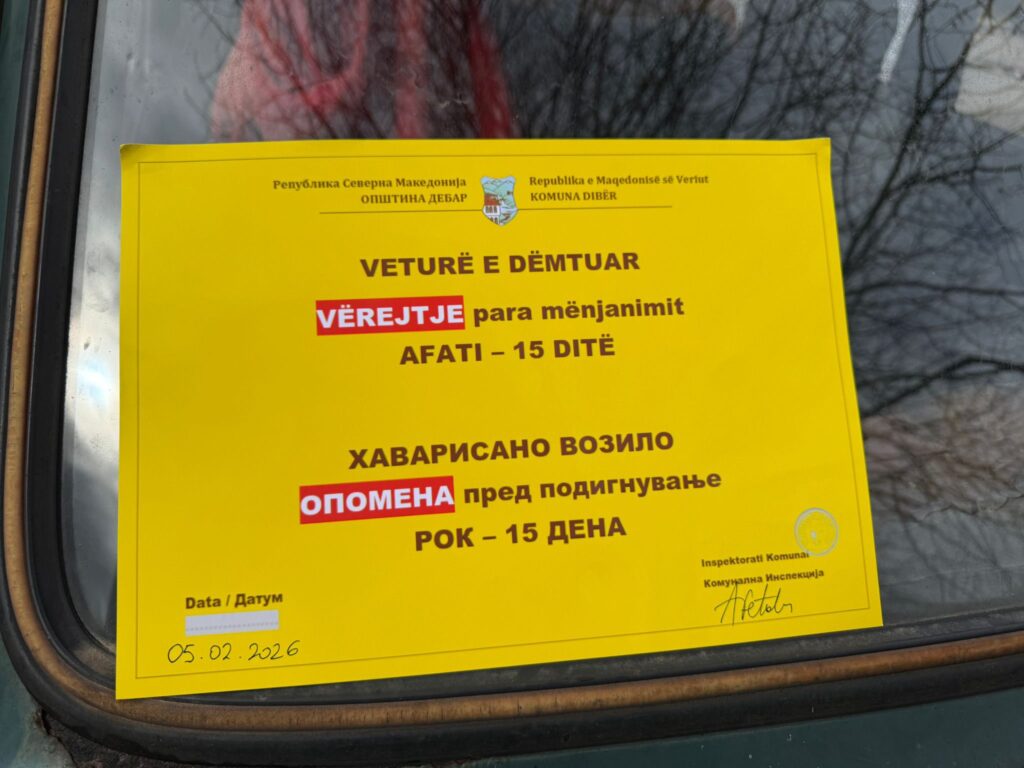 Република Северна Македонија
ОПШТИНА ДЕБАР
Republika e Maqedonisë së Veriut
KOMUNA DIBËR
VETURË E DËMTUAR
VËREJTJE para mënjanimit
AFATI – 15 DITË
ХАВАРИСАНО ВОЗИЛО
ОПОМЕНА пред подигнување
РОК – 15 ДЕНА
Inspektorati Komunal
Комунална Инспекција
Data / Датум
05.02.2026